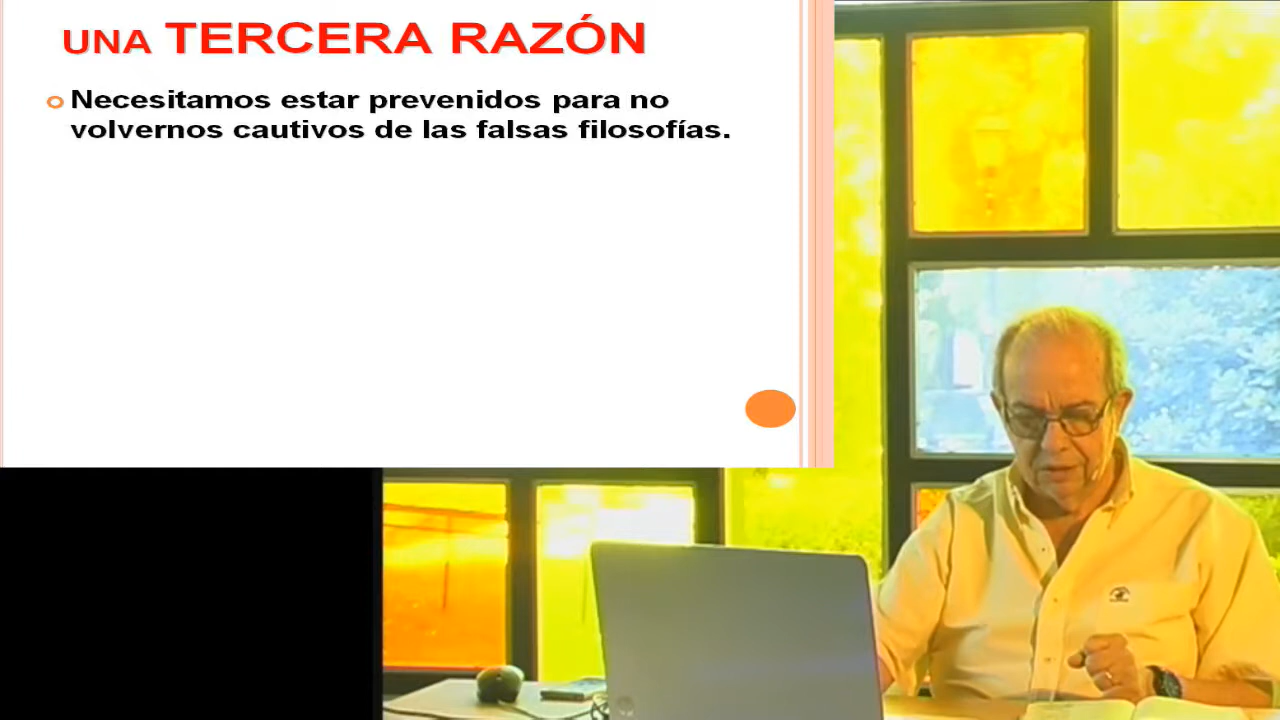 UNA TERCERA RAZÓN
Necesitamos estar prevenidos para no
volvernos cautivos de las falsas filosofías.